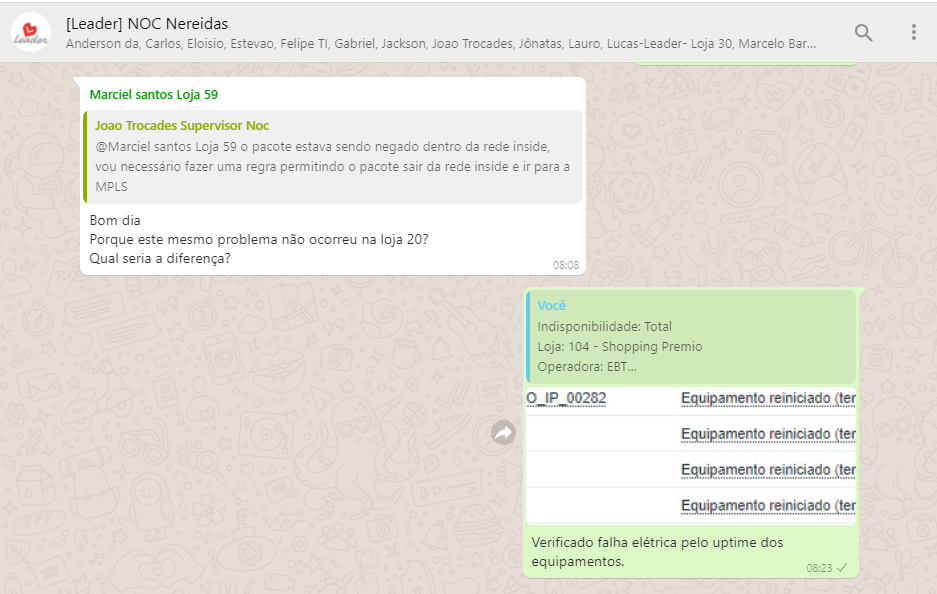 Leader
[Leader] NOC Nereidas
Anderson da, Carlos, Eloisio, Estevao, Felipe TI, Gabriel, Jackson, Joao Trocades, Jônatas, Lauro, Lucas-Leader- Loja 30, Marcelo Bar...
Marciel santos Loja 59
Joao Trocades Supervisor Noc
@Marciel santos Loja 59 o pacote estava sendo negado dentro da rede inside,
vou necessário fazer uma regra permitindo o pacote sair da rede inside e ir para a
MPLS
Bom dia
Porque este mesmo problema não ocorreu na loja 20?
Qual seria a diferença?
08:08
Você
Indisponibilidade: Total
Loja: 104 - Shopping Premio
Operadora: EBT...
O_IP_00282 Equipamento reiniciado (ter
Equipamento reiniciado (ter
Equipamento reiniciado (ter
Equipamento reiniciado (ter
Verificado falha elétrica pelo uptime dos
equipamentos.
08:23